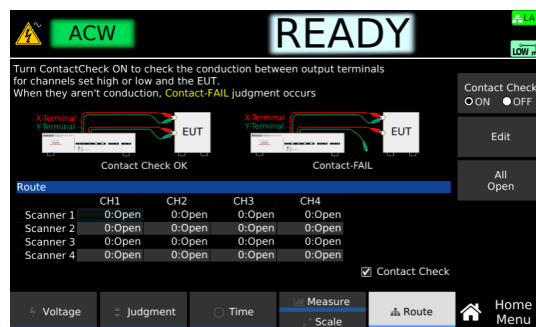 ACW
READY
LA
LOW
Turn ContactCheck ON to check the conduction between output terminals
for channels set high or low and the EUT.
When they aren't conduction, Contact-FAIL judgment occurs
Contact Check
ON OFF
X-Terminal
Y-Terminal
EUT
X-Terminal
Y-Terminal
EUT
Contact Check OK
Contact-FAIL
Edit
All
Open
Route
CH1 CH2 CH3 CH4
Scanner 1 0:Open 0:Open 0:Open 0:Open
Scanner 2 0:Open 0:Open 0:Open 0:Open
Scanner 3 0:Open 0:Open 0:Open 0:Open
Scanner 4 0:Open 0:Open 0:Open 0:Open
Contact Check
Voltage
Judgment
Time
Measure
Scale
Route
Home
Menu